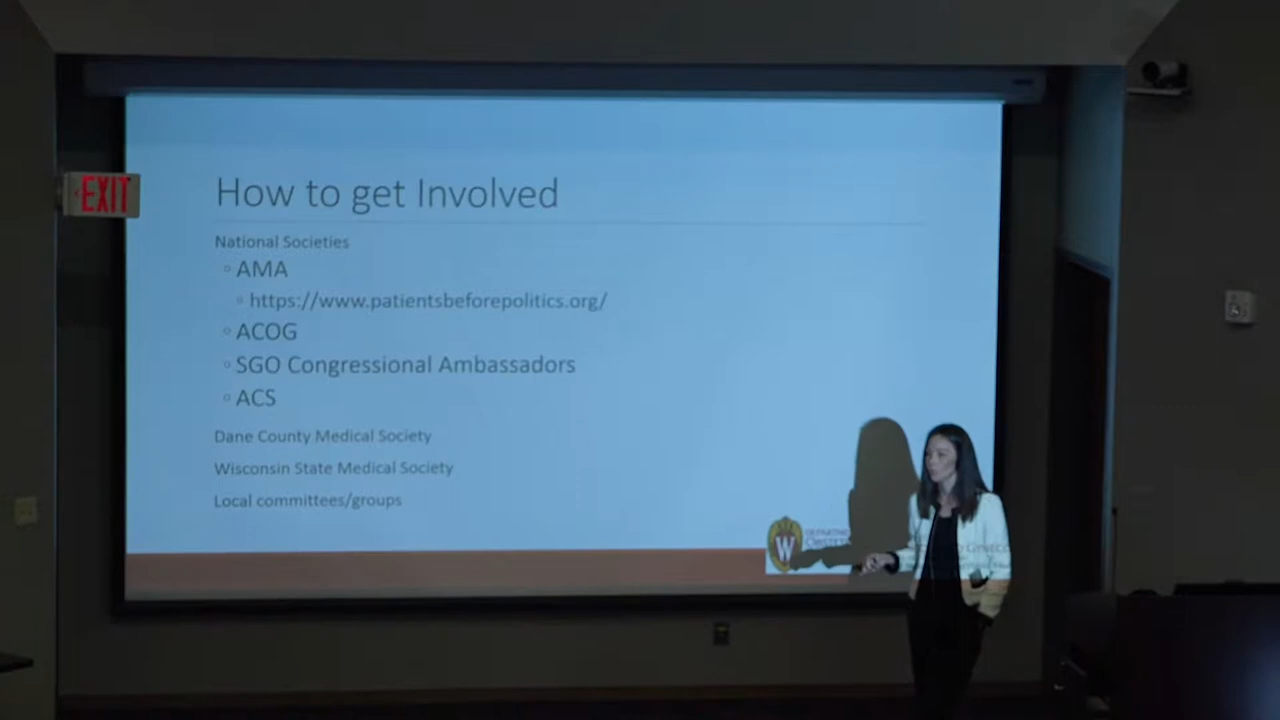 EXIT
How to get Involved
National Societies
AMA
https://www.patientsbeforepolitics.org/
ACOG
SGO Congressional Ambassadors
ACS
Dane County Medical Society
Wisconsin State Medical Society
Local committees/groups
W